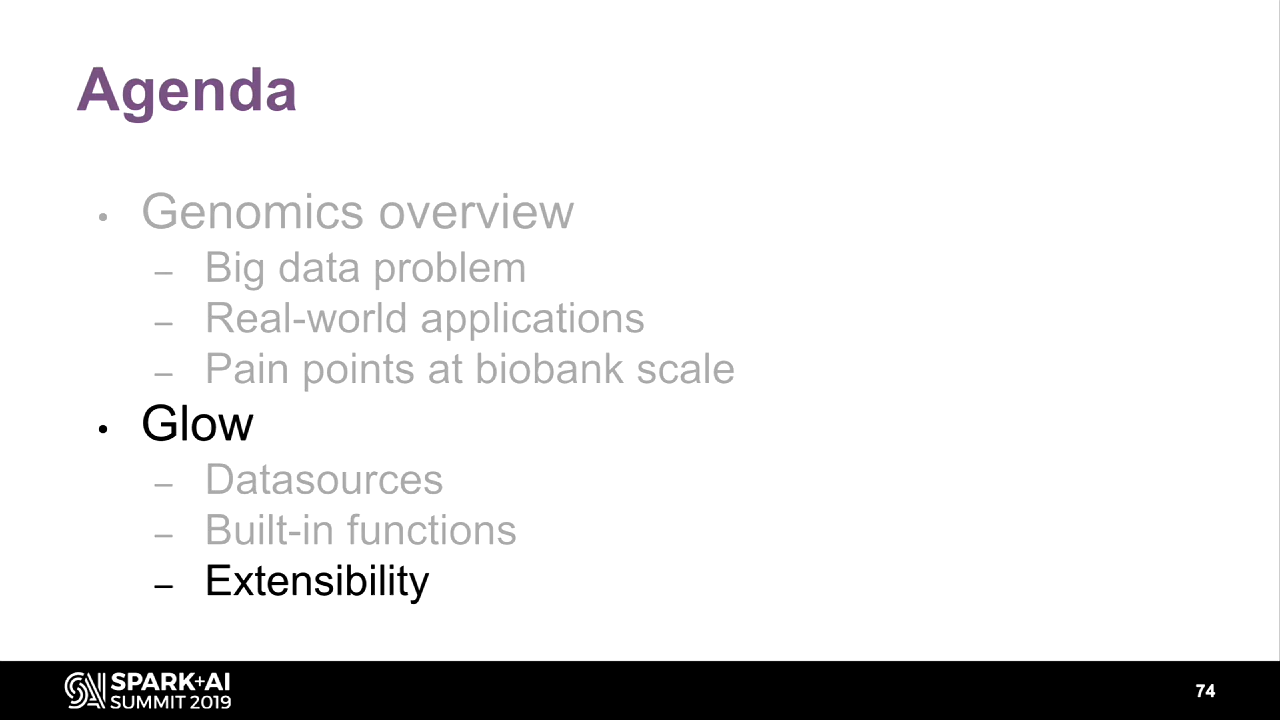 Agenda
• Genomics overview
– Big data problem
– Real-world applications
– Pain points at biobank scale
• Glow
– Datasources
– Built-in functions
– Extensibility
SPARK+AI
SUMMIT 2019
74